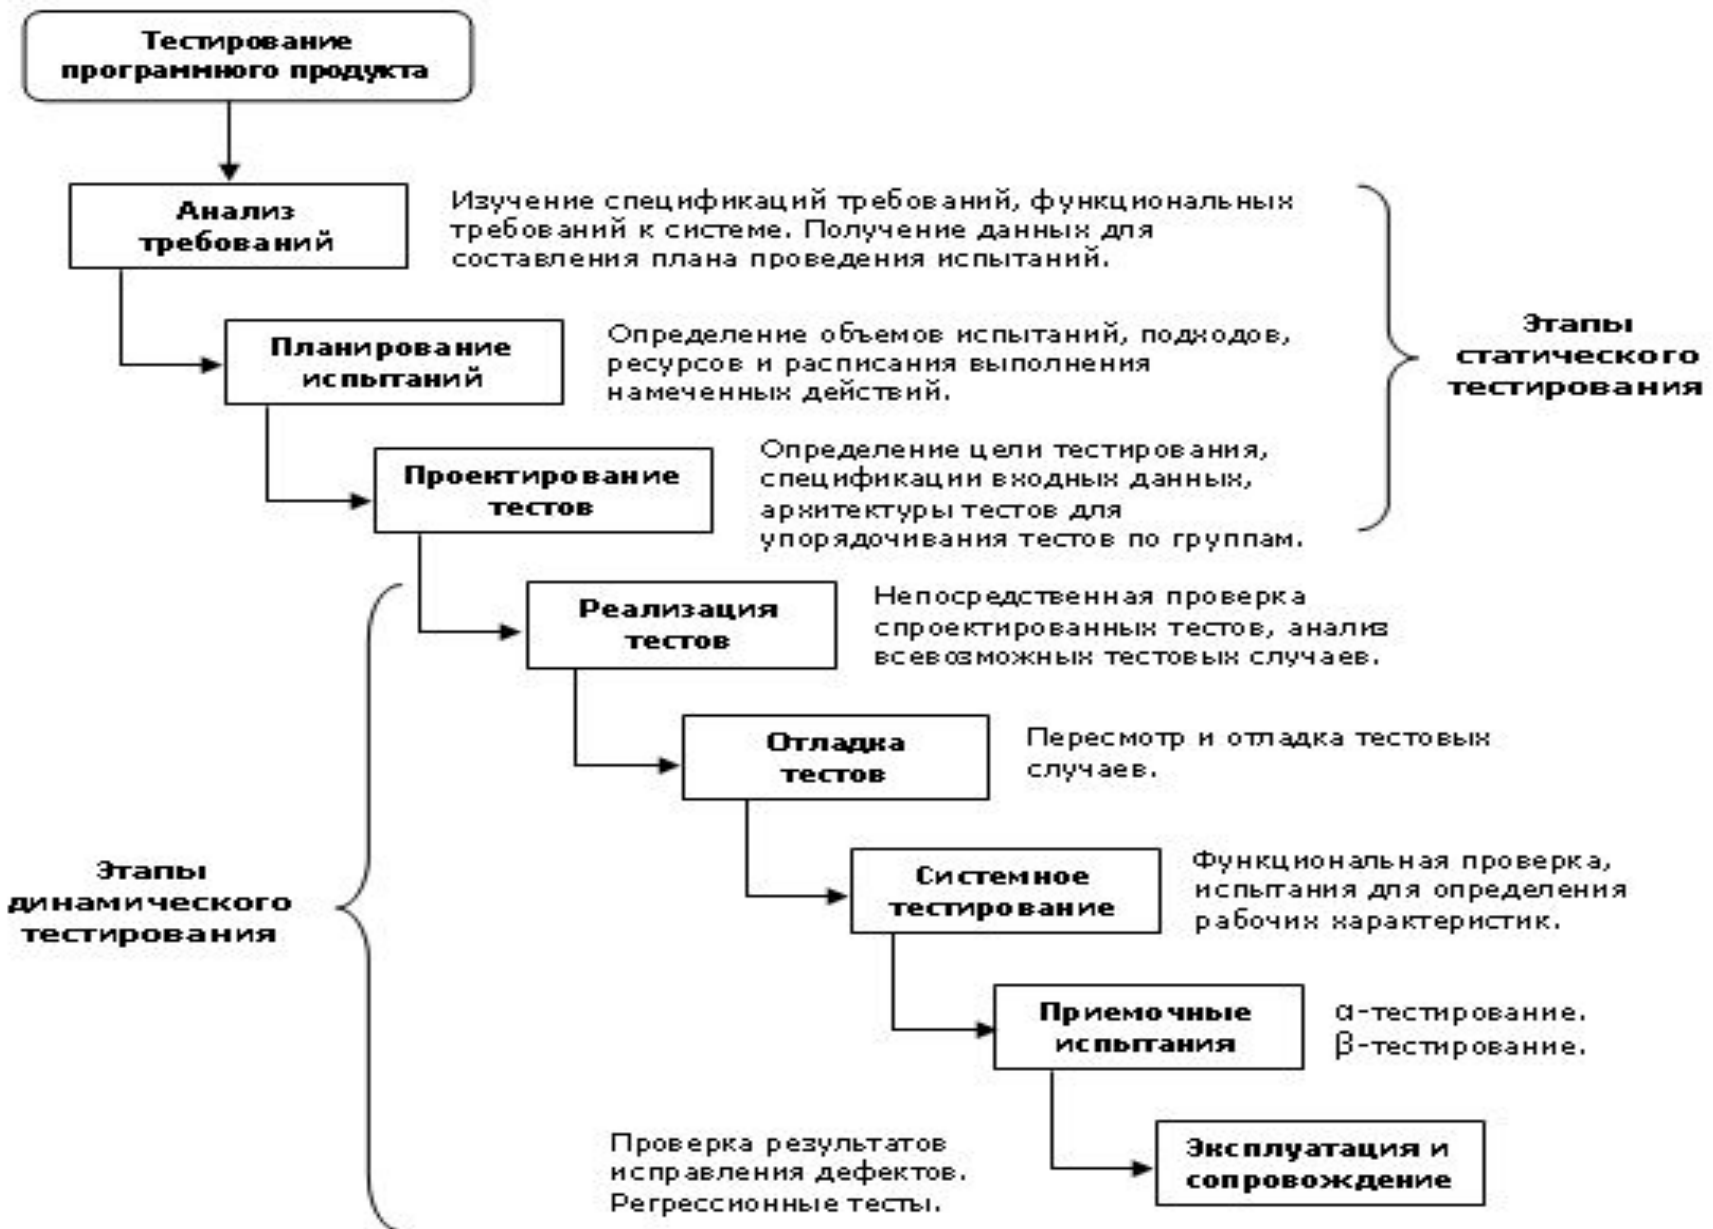 Тестирование
программного продукта
Анализ
требований
Изучение спецификаций требований, функциональных
требований к системе. Получение данных для
составления плана проведения испытаний.
Планирование
испытаний
Определение объемов испытаний, подходов,
ресурсов и расписания выполнения
намеченных действий.
Этапы
статического
тестирования
Проектирование
тестов
Определение цели тестирования,
спецификации входных данных,
архитектуры тестов для
упорядочивания тестов по группам.
Реализация
тестов
Непосредственная проверка
спроектированных тестов, анализ
всевозможных тестовых случаев.
Отладка
тестов
Пересмотр и отладка тестовых
случаев.
Этапы
динамического
тестирования
Системное
тестирование
Функциональная проверка,
испытания для определения
рабочих характеристик.
Приемочные
испытания
α-тестирование.
β-тестирование.
Проверка результатов
исправления дефектов.
Регрессионные тесты.
Эксплуатация и
сопровождение